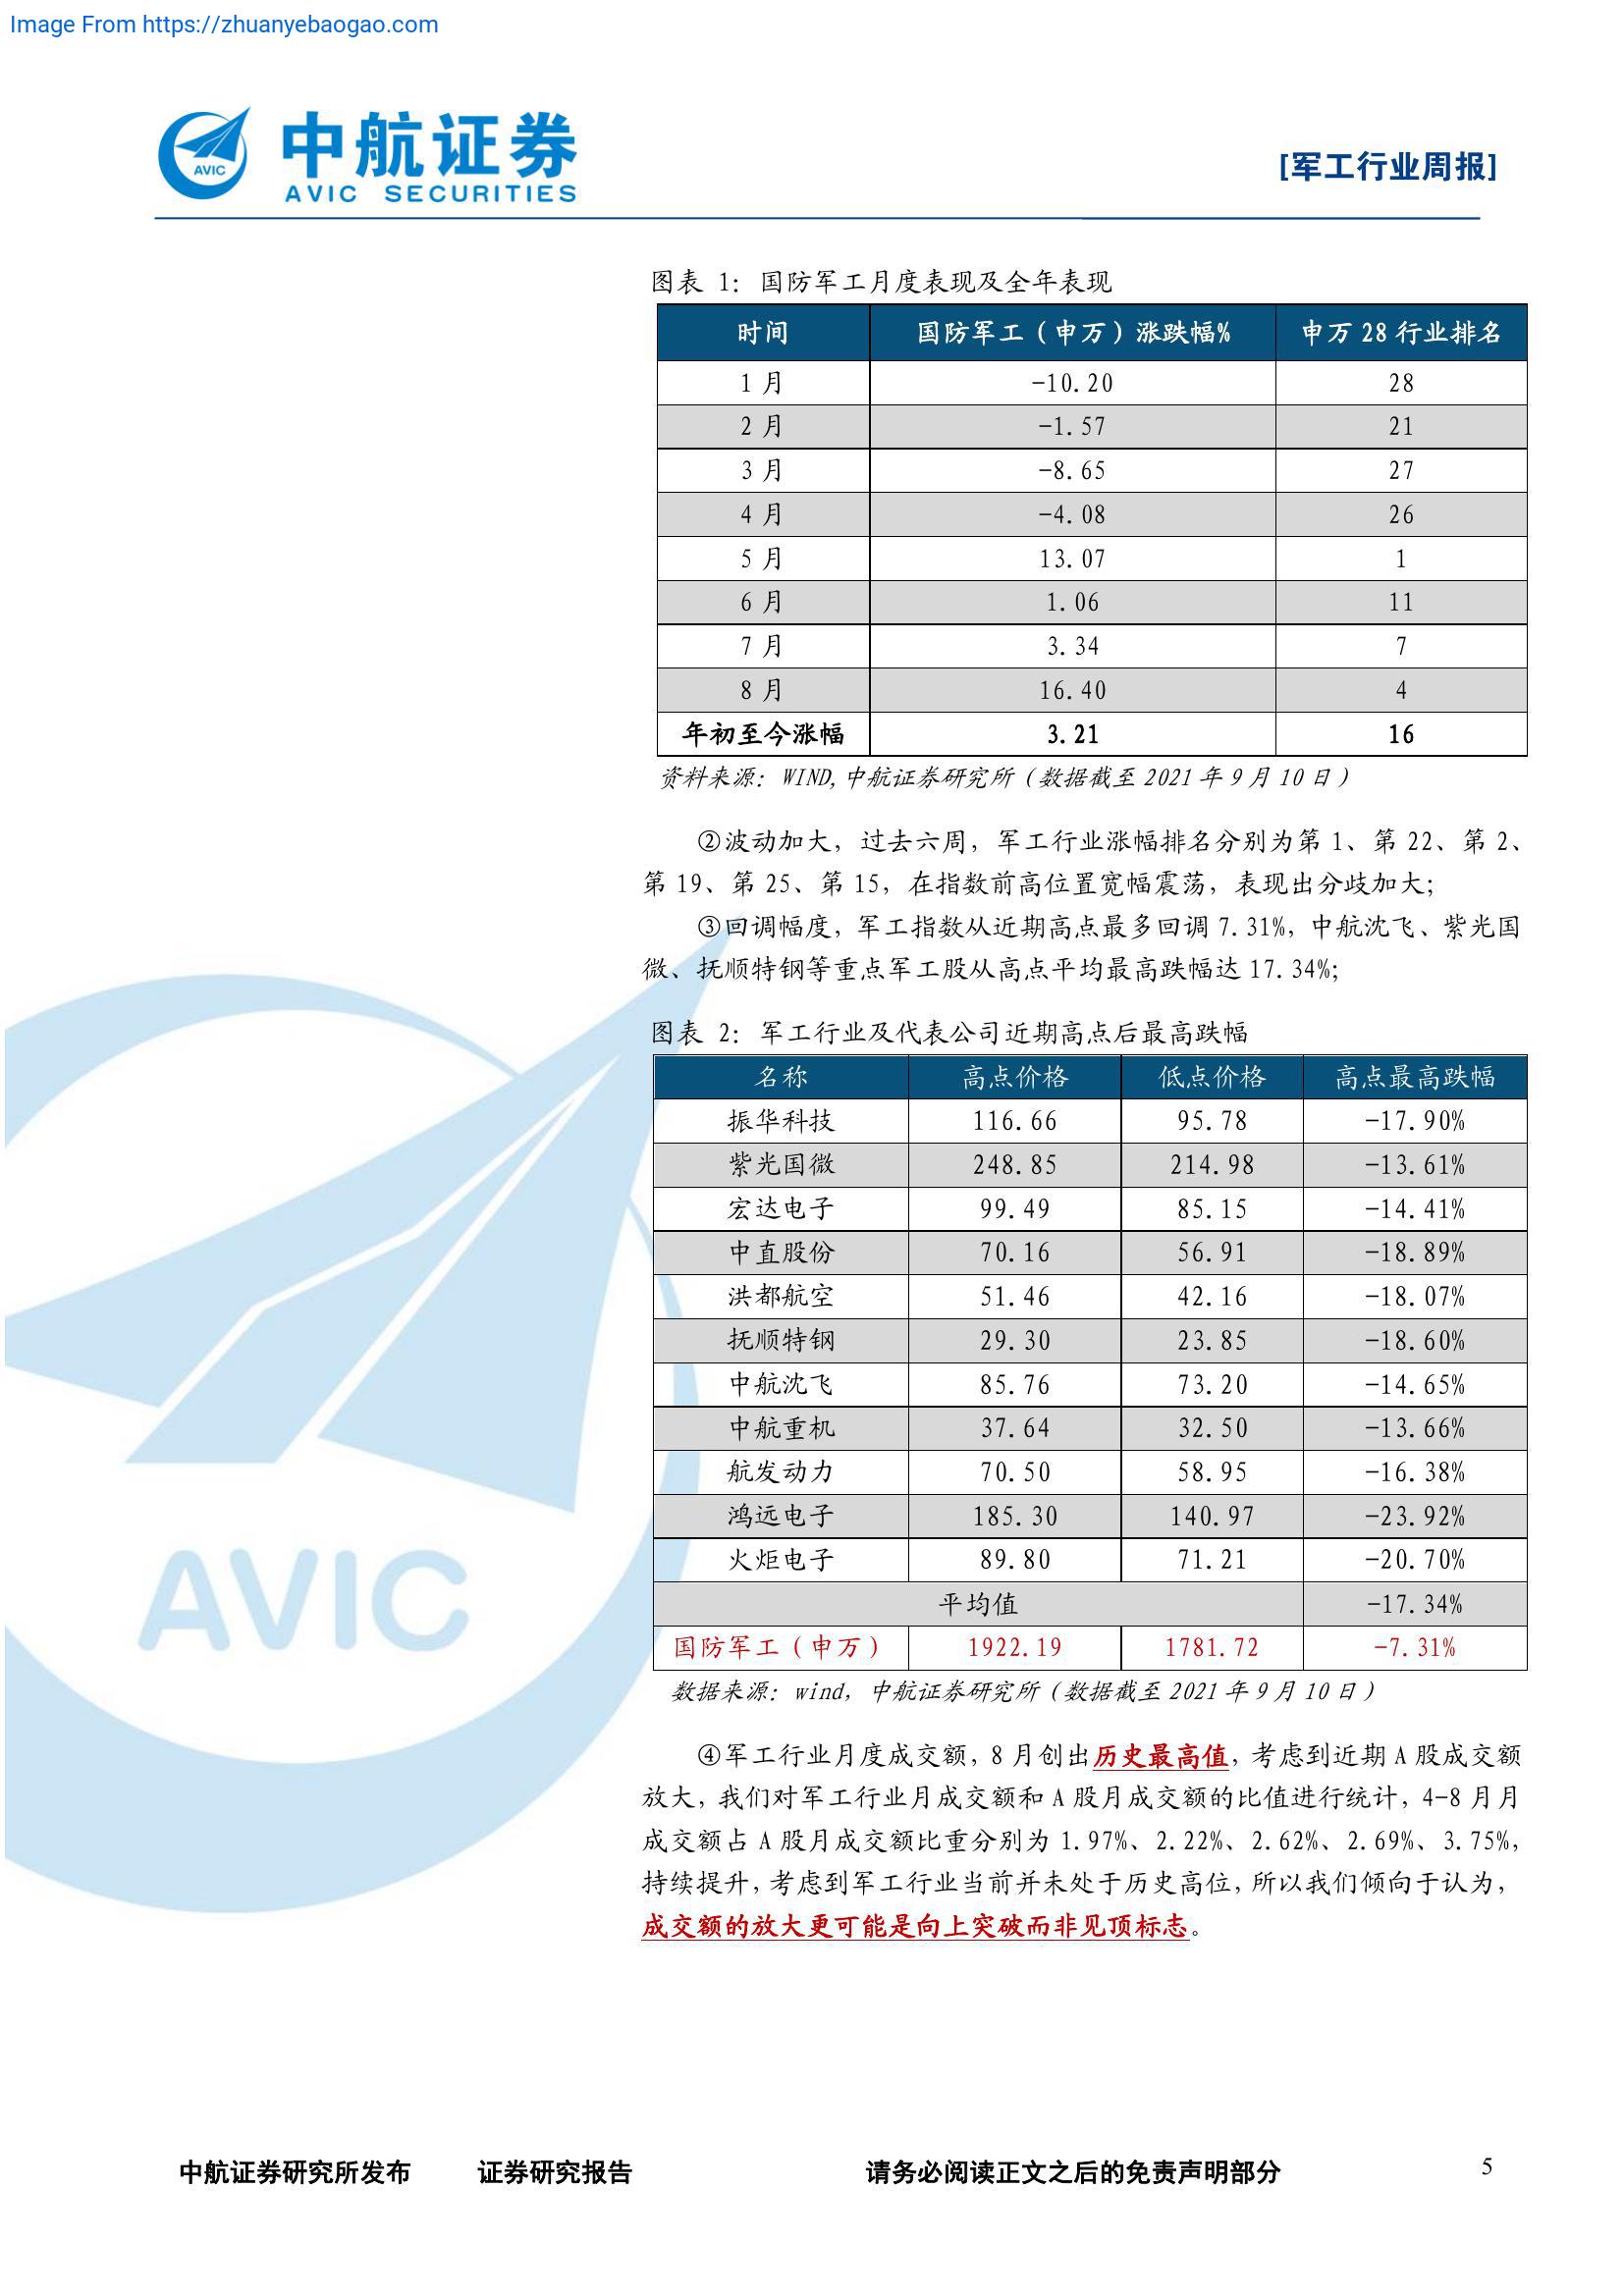 Image From https://zhuanyebaogao.com
AVIC
中航证券
AVIC SECURITIES
[军工行业周报]
图表 1：国防军工月度表现及全年表现
时间 国防军工（申万）涨跌幅% 申万 28 行业排名
1 月 -10.20 28
2 月 -1.57 21
3 月 -8.65 27
4 月 -4.08 26
5 月 13.07 1
6 月 1.06 11
7 月 3.34 7
8 月 16.40 4
年初至今涨幅 3.21 16
资料来源：WIND,中航证券研究所（数据截至 2021 年 9 月 10 日）
②波动加大，过去六周，军工行业涨幅排名分别为第 1、第 22、第 2、
第 19、第 25、第 15，在指数前高位置宽幅震荡，表现出分歧加大；
③回调幅度，军工指数从近期高点最多回调 7.31%，中航沈飞、紫光国
微、抚顺特钢等重点军工股从高点平均最高跌幅达 17.34%；
图表 2：军工行业及代表公司近期高点后最高跌幅
名称 高点价格 低点价格 高点最高跌幅
振华科技 116.66 95.78 -17.90%
紫光国微 248.85 214.98 -13.61%
宏达电子 99.49 85.15 -14.41%
中直股份 70.16 56.91 -18.89%
洪都航空 51.46 42.16 -18.07%
抚顺特钢 29.30 23.85 -18.60%
中航沈飞 85.76 73.20 -14.65%
中航重机 37.64 32.50 -13.66%
航发动力 70.50 58.95 -16.38%
鸿远电子 185.30 140.97 -23.92%
火炬电子 89.80 71.21 -20.70%
平均值 -17.34%
国防军工（申万） 1922.19 1781.72 -7.31%
数据来源：wind，中航证券研究所（数据截至 2021 年 9 月 10 日）
AVIC
④军工行业月度成交额，8 月创出历史最高值，考虑到近期 A 股成交额
放大，我们对军工行业月成交额和 A 股月成交额的比值进行统计，4-8 月月
成交额占 A 股月成交额比重分别为 1.97%、2.22%、2.62%、2.69%、3.75%，
持续提升，考虑到军工行业当前并未处于历史高位，所以我们倾向于认为，
成交额的放大更可能是向上突破而非见顶标志。
中航证券研究所发布 证券研究报告 请务必阅读正文之后的免责声明部分 5